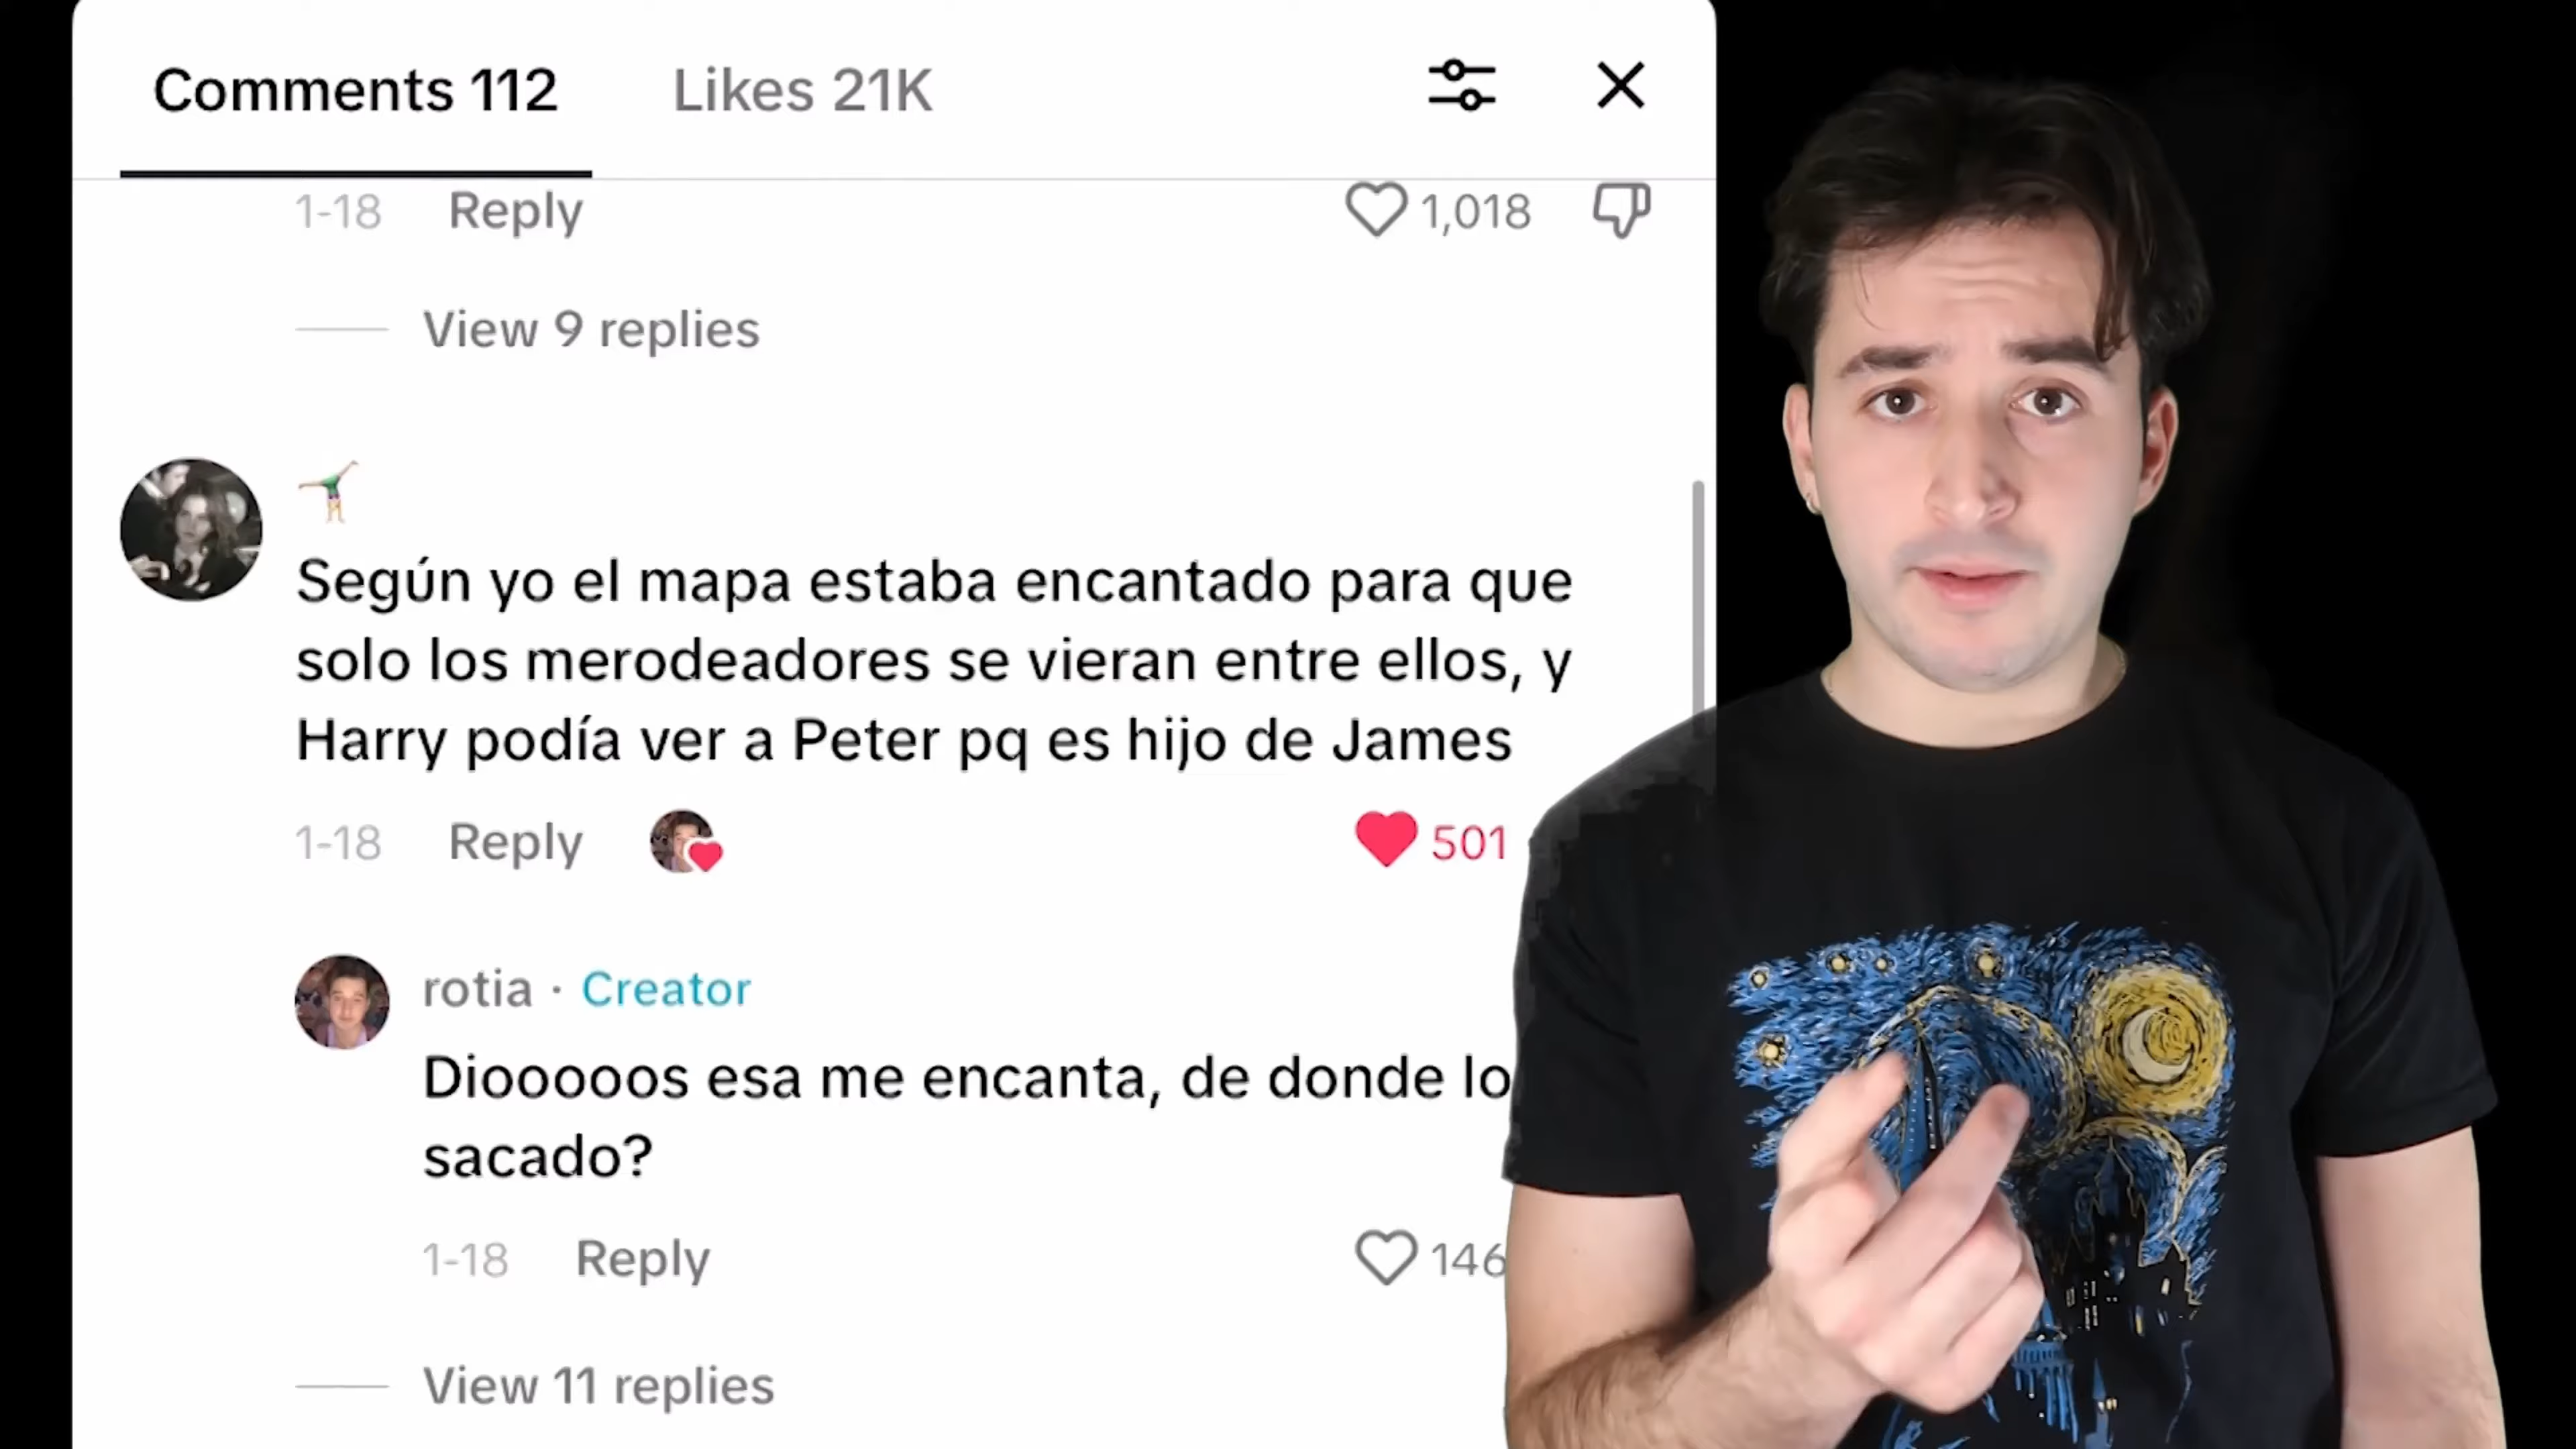 Comments 112 Likes 21K
1-18 Reply 1,018
View 9 replies
Según yo el mapa estaba encantado para que
solo los merodeadores se vieran entre ellos, y
Harry podía ver a Peter pq es hijo de James
1-18 Reply 501
rotia · Creator
Diooooos esa me encanta, de donde lo
sacado?
1-18 Reply 146
View 11 replies